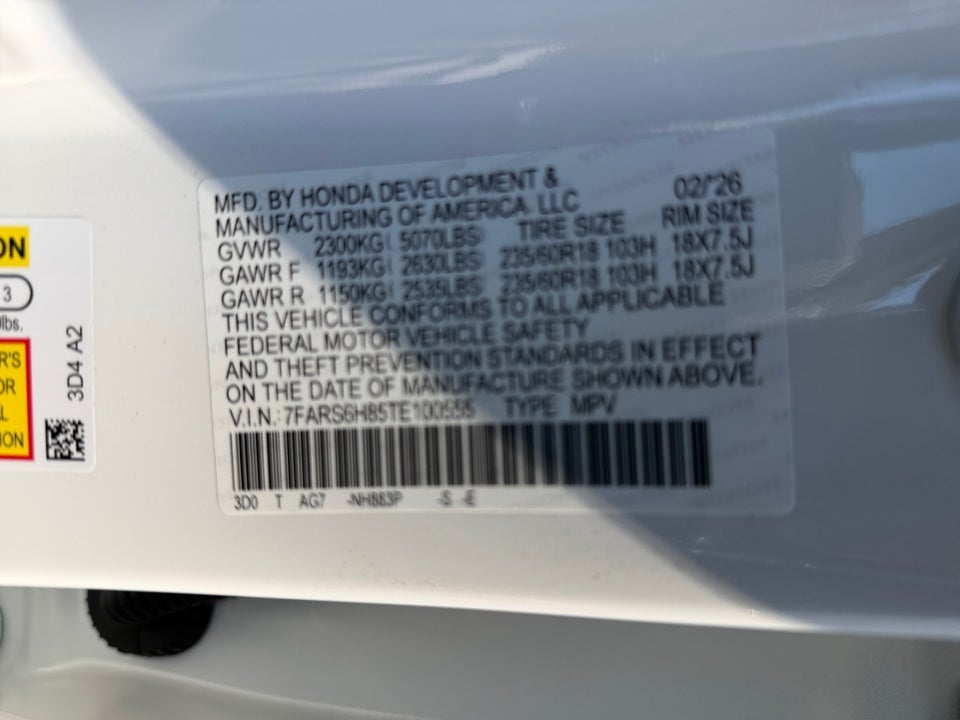 MFD. BY HONDA DEVELOPMENT & 02/'26
MANUFACTURING OF AMERICA, LLC
GVWR 2300KG( 5070LBS) TIRE SIZE RIM SIZE
GAWR F 1193KG( 2630LBS) 235/60R18 103H 18X7.5J
GAWR R 1150KG( 2535LBS) 235/60R18 103H 18X7.5J
THIS VEHICLE CONFORMS TO ALL APPLICABLE
FEDERAL MOTOR VEHICLE SAFETY
AND THEFT PREVENTION STANDARDS IN EFFECT
ON THE DATE OF MANUFACTURE SHOWN ABOVE.
V.I.N.: 7FARS6H85TE100555 TYPE MPV
3D0 T AG7 -NH883P -S -E
ON
3
lbs.
R'S
OR
L
ION
3D4 A2